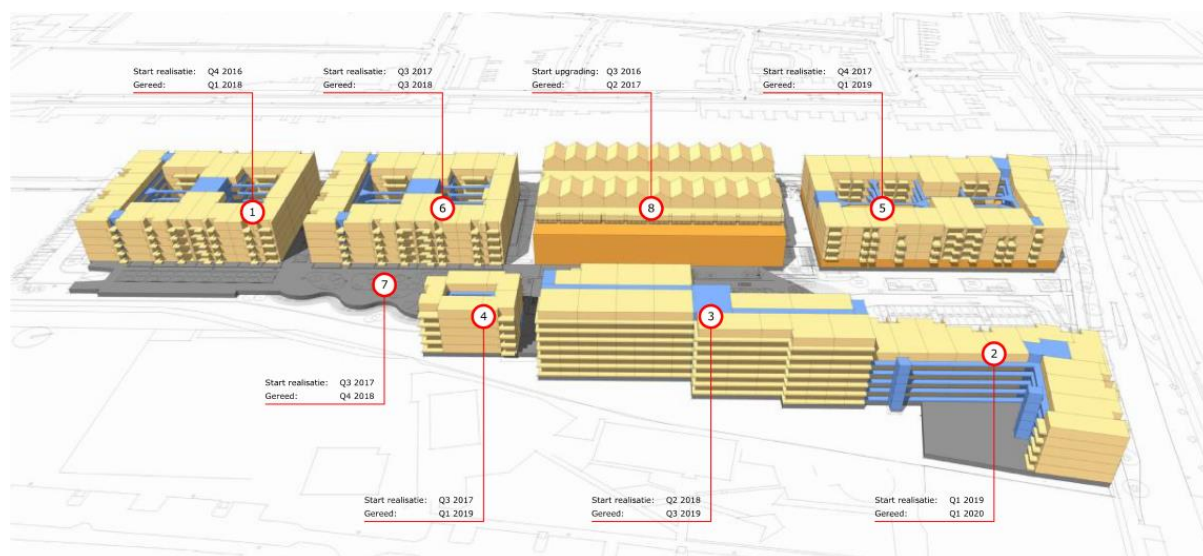 Start realisatie: Q4 2016
Gereed: Q1 2018
Start realisatie: Q3 2017
Gereed: Q3 2018
Start upgrading: Q3 2016
Gereed: Q2 2017
Start realisatie: Q4 2017
Gereed: Q1 2019
1
6
8
5
7
4
3
2
Start realisatie: Q3 2017
Gereed: Q4 2018
Start realisatie: Q3 2017
Gereed: Q1 2019
Start realisatie: Q2 2018
Gereed: Q3 2019
Start realisatie: Q1 2019
Gereed: Q1 2020